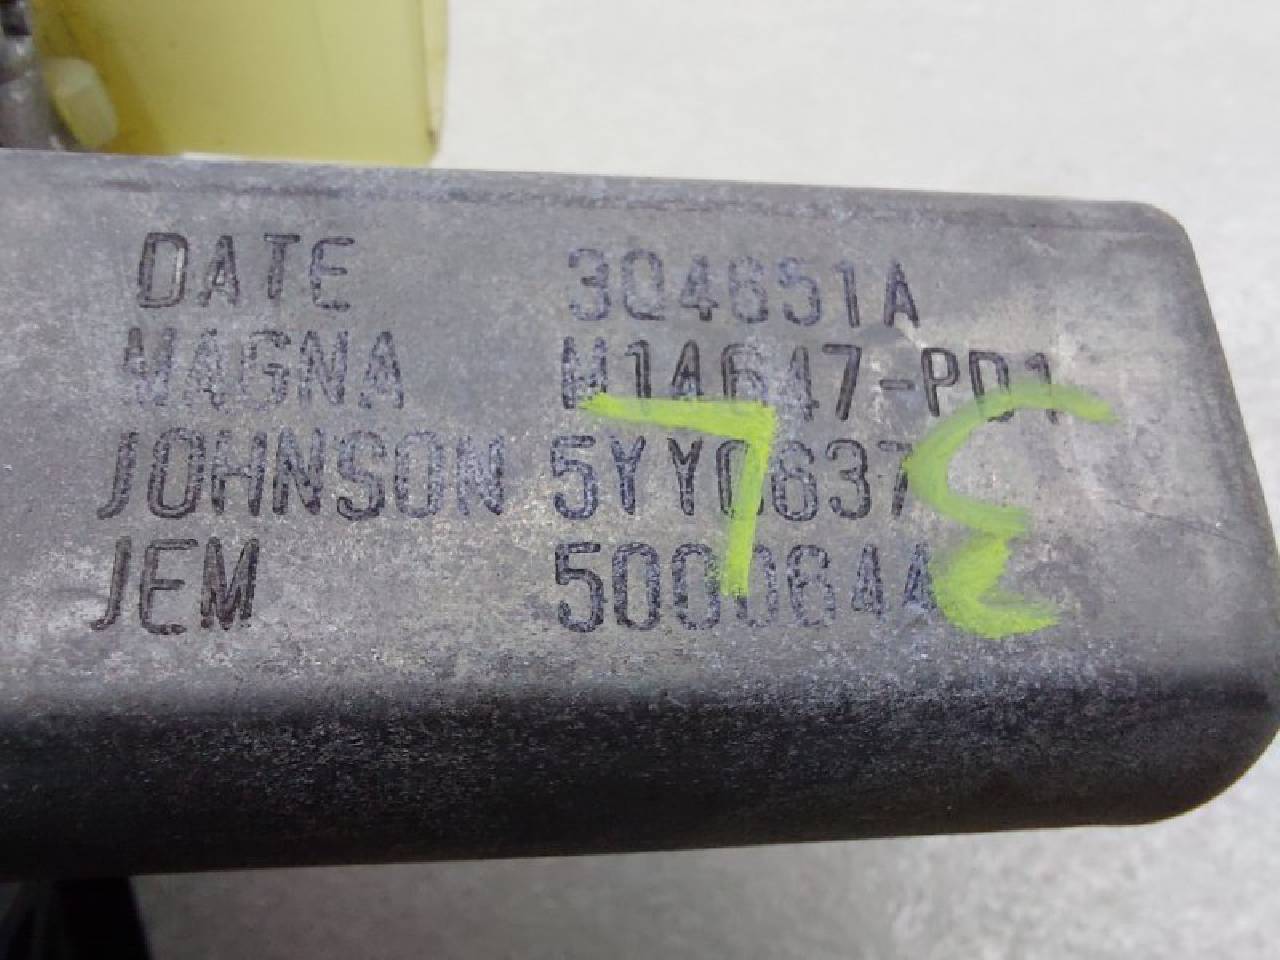 DATE 3Q4651A
MAGNA M14647-PD1
JOHNSON 5YY0637
JEM 500064A